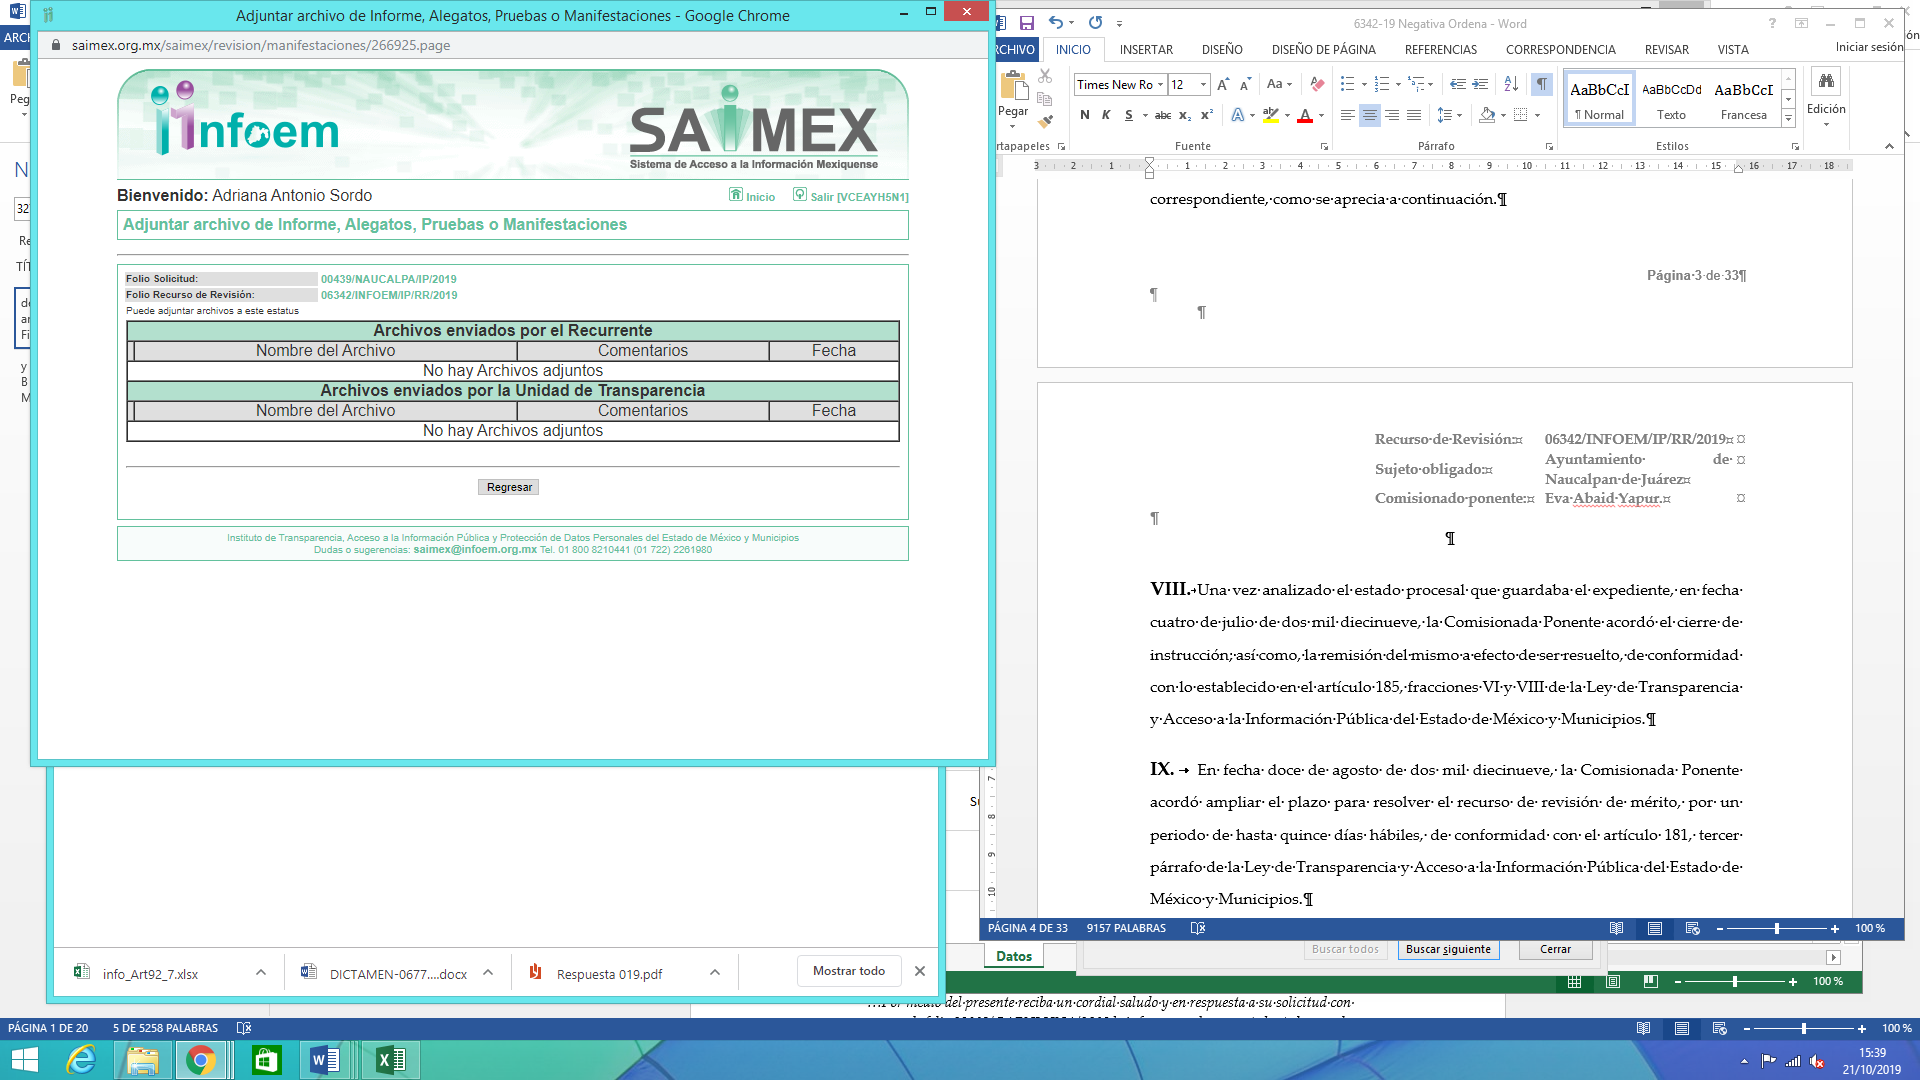 Adjuntar archivo de Informe, Alegatos, Pruebas o Manifestaciones - Google Chrome
saimex.org.mx/saimex/revision/manifestaciones/266925.page
infoem
SAIMEX
Sistema de Acceso a la Información Mexiquense
Bienvenido: Adriana Antonio Sordo
Inicio
Salir [VCEAYH5N1]
Adjuntar archivo de Informe, Alegatos, Pruebas o Manifestaciones
Folio Solicitud: 00439/NAUCALPA/IP/2019
Folio Recurso de Revisión: 06342/INFOEM/IP/RR/2019
Puede adjuntar archivos a este estatus
Archivos enviados por el Recurrente
Nombre del Archivo Comentarios Fecha
No hay Archivos adjuntos
Archivos enviados por la Unidad de Transparencia
Nombre del Archivo Comentarios Fecha
No hay Archivos adjuntos
Regresar
Instituto de Transparencia, Acceso a la Información Pública y Protección de Datos Personales del Estado de México y Municipios
Dudas o sugerencias: saimex@infoem.org.mx Tel. 01 800 8210441 (01 722) 2261980
info_Art92_7.xlsx
DICTAMEN-0677....docx
Respuesta 019.pdf
Mostrar todo
6342-19 Negativa Ordena - Word
INICIO INSERTAR DISEÑO DISEÑO DE PÁGINA REFERENCIAS CORRESPONDENCIA REVISAR VISTA
Iniciar sesión
Pegar
Times New Ro 12
N K S abc x₂ x²
AaBbCcI AaBbCcDd AaBbCcI
¶ Normal Texto Francesa
Edición
Fuente Párrafo Estilos
correspondiente, como se aprecia a continuación.¶
Página 3 de 33¶
Recurso de Revisión: 06342/INFOEM/IP/RR/2019
Sujeto obligado: Ayuntamiento de Naucalpan de Juárez
Comisionado ponente: Eva Abaid Yapur.
VIII. Una vez analizado el estado procesal que guardaba el expediente, en fecha
cuatro de julio de dos mil diecinueve, la Comisionada Ponente acordó el cierre de
instrucción; así como, la remisión del mismo a efecto de ser resuelto, de conformidad
con lo establecido en el artículo 185, fracciones VI y VIII de la Ley de Transparencia
y Acceso a la Información Pública del Estado de México y Municipios.¶
IX. En fecha doce de agosto de dos mil diecinueve, la Comisionada Ponente
acordó ampliar el plazo para resolver el recurso de revisión de mérito, por un
periodo de hasta quince días hábiles, de conformidad con el artículo 181, tercer
párrafo de la Ley de Transparencia y Acceso a la Información Pública del Estado de
México y Municipios.¶
PÁGINA 4 DE 33 9157 PALABRAS 100 %
Datos
Buscar todos Buscar siguiente Cerrar
100 %
PÁGINA 1 DE 20 5 DE 5258 PALABRAS 100 %
15:39
21/10/2019